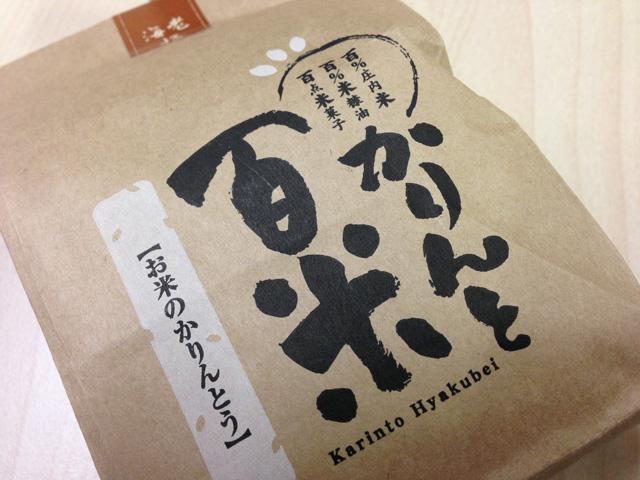 海老
百%庄内米
百%米糠油
百点米菓子
かりんと
百米
【お米のかりんとう】
Karinto Hyakubei